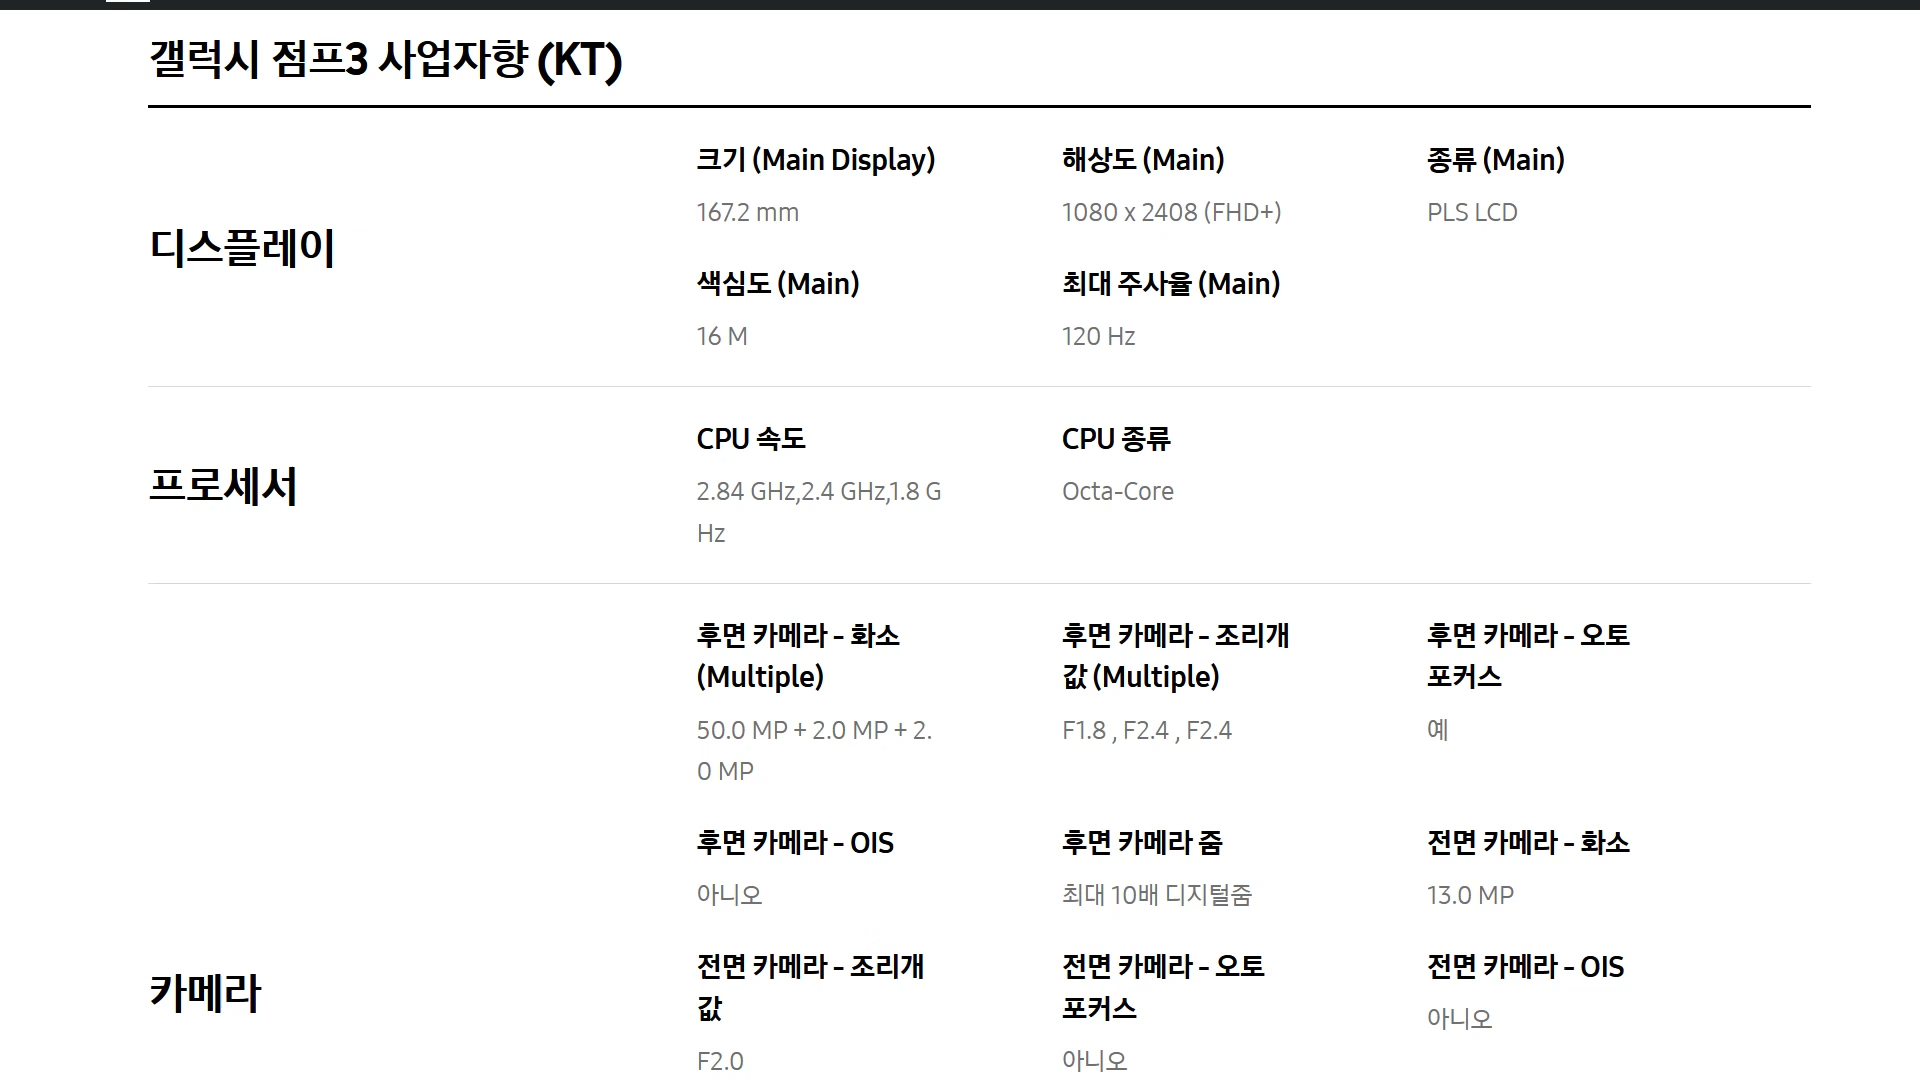 갤럭시 점프3 사업자향 (KT)
디스플레이
크기 (Main Display)
167.2 mm
해상도 (Main)
1080 x 2408 (FHD+)
종류 (Main)
PLS LCD
색심도 (Main)
16 M
최대 주사율 (Main)
120 Hz
프로세서
CPU 속도
2.84 GHz,2.4 GHz,1.8 G
Hz
CPU 종류
Octa-Core
카메라
후면 카메라 - 화소
(Multiple)
50.0 MP + 2.0 MP + 2.
0 MP
후면 카메라 - 조리개
값 (Multiple)
F1.8 , F2.4 , F2.4
후면 카메라 - 오토
포커스
예
후면 카메라 - OIS
아니오
후면 카메라 줌
최대 10배 디지털줌
전면 카메라 - 화소
13.0 MP
전면 카메라 - 조리개
값
F2.0
전면 카메라 - 오토
포커스
아니오
전면 카메라 - OIS
아니오